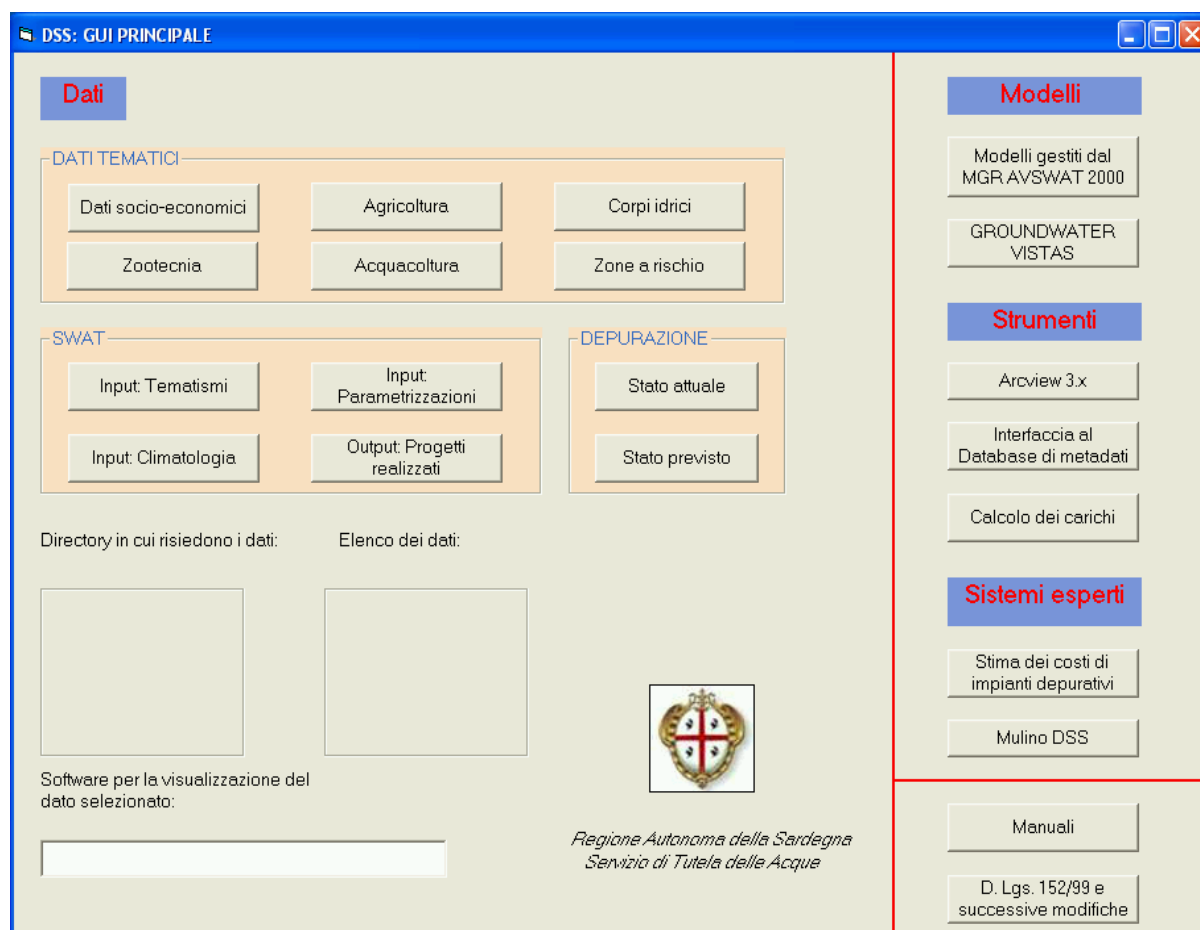 DSS: GUI PRINCIPALE
Dati
DATI TEMATICI
Dati socio-economici
Agricoltura
Corpi idrici
Zootecnia
Acquacoltura
Zone a rischio
SWAT
Input: Tematismi
Input:
Parametrizzazioni
Input: Climatologia
Output: Progetti
realizzati
DEPURAZIONE
Stato attuale
Stato previsto
Directory in cui risiedono i dati:
Elenco dei dati:
Software per la visualizzazione del
dato selezionato:
Regione Autonoma della Sardegna
Servizio di Tutela delle Acque
Modelli
Modelli gestiti dal
MGR AVSWAT 2000
GROUNDWATER
VISTAS
Strumenti
Arcview 3.x
Interfaccia al
Database di metadati
Calcolo dei carichi
Sistemi esperti
Stima dei costi di
impianti depurativi
Mulino DSS
Manuali
D. Lgs. 152/99 e
successive modifiche